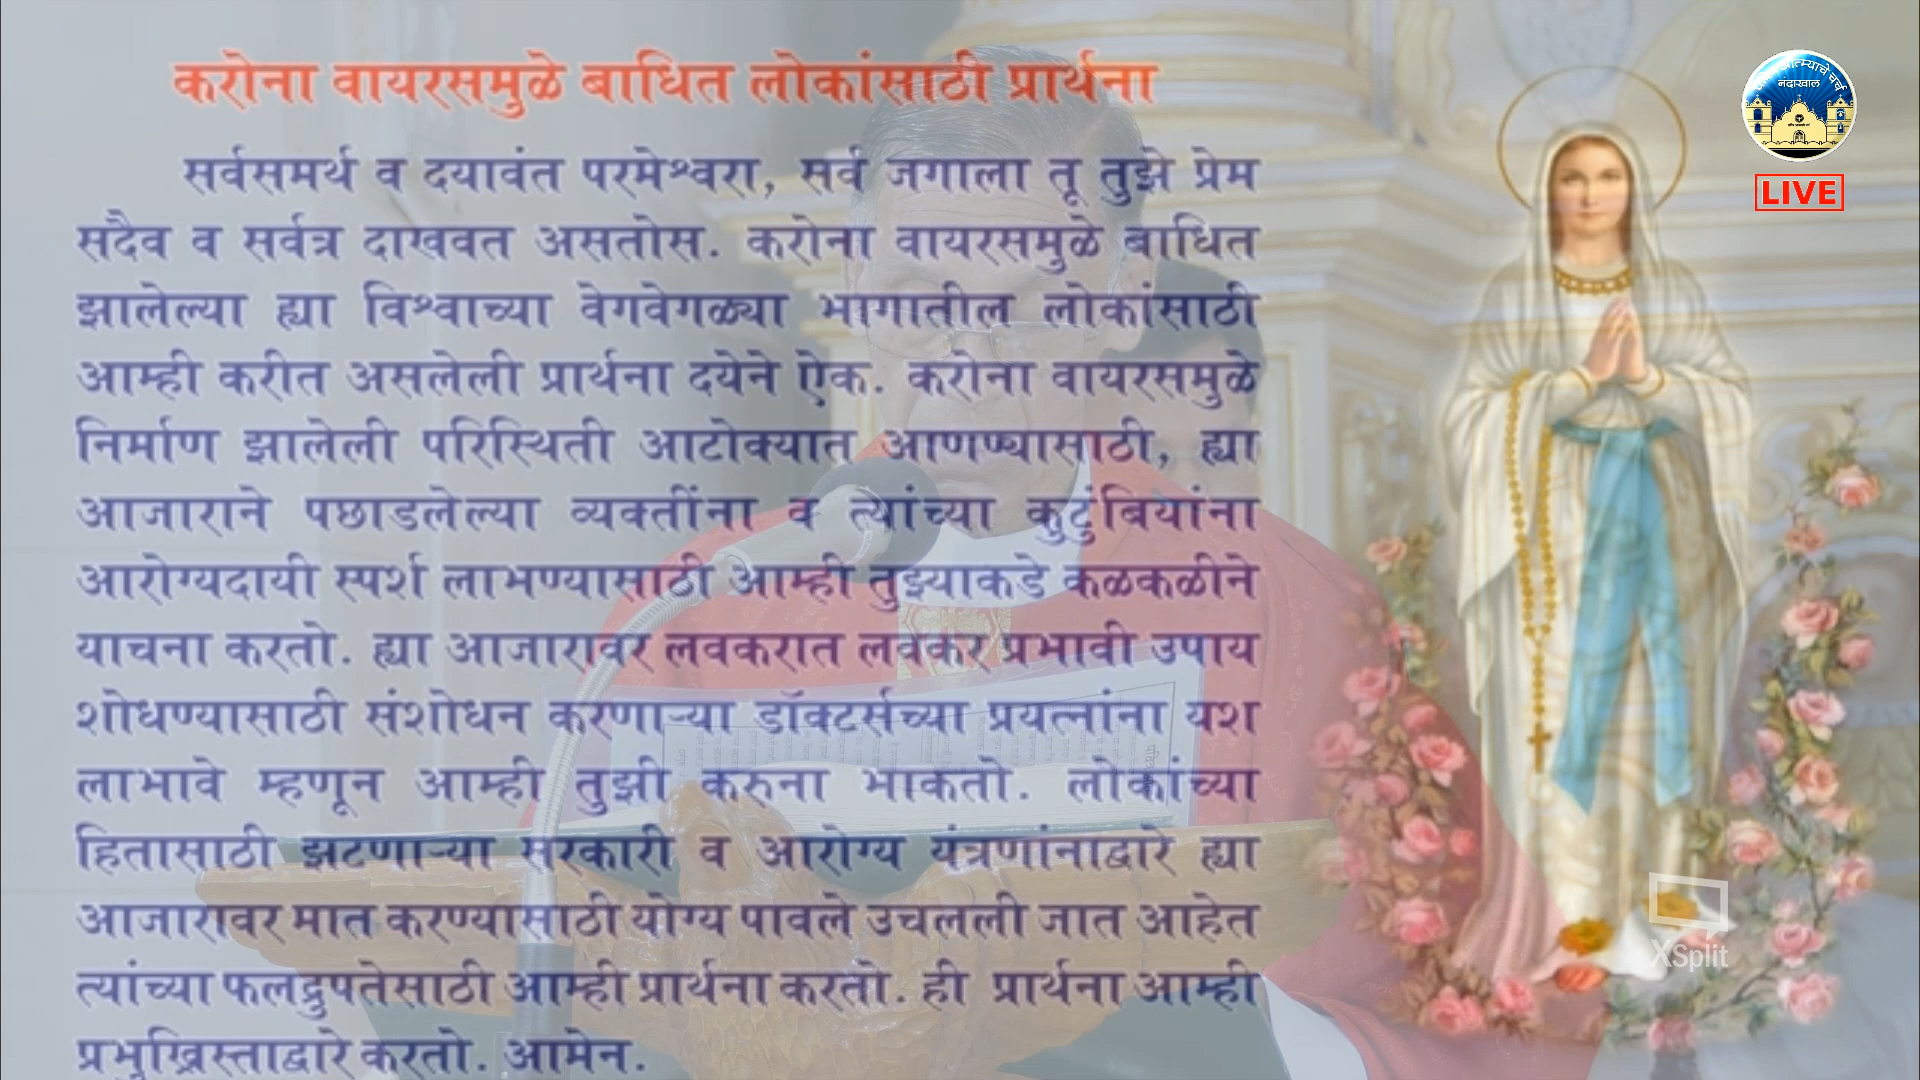 करोना वायरसमुळे बाधित लोकांसाठी प्रार्थना
सर्वसमर्थ व दयावंत परमेश्वरा, सर्व जगाला तू तुझे प्रेम
सदैव व सर्वत्र दाखवत असतोस. करोना वायरसमुळे बाधित
झालेल्या ह्या विश्वाच्या वेगवेगळ्या भागातील लोकांसाठी
आम्ही करीत असलेली प्रार्थना दयेने ऐक. करोना वायरसमुळे
निर्माण झालेली परिस्थिती आटोक्यात आणण्यासाठी, ह्या
आजाराने पछाडलेल्या व्यक्तींना व त्यांच्या कुटुंबियांना
आरोग्यदायी स्पर्श लाभण्यासाठी आम्ही तुझ्याकडे कळकळीने
याचना करतो. ह्या आजारावर लवकरात लवकर प्रभावी उपाय
शोधण्यासाठी संशोधन करणाऱ्या डॉक्टर्सच्या प्रयत्नांना यश
लाभावे म्हणून आम्ही तुझी करुना भाकतो. लोकांच्या
हितासाठी झटणाऱ्या सरकारी व आरोग्य यंत्रणांनाद्वारे ह्या
आजारावर मात करण्यासाठी योग्य पावले उचलली जात आहेत
त्यांच्या फलद्रुपतेसाठी आम्ही प्रार्थना करतो. ही प्रार्थना आम्ही
प्रभुख्रिस्ताद्वारे करतो. आमेन.
नंदाखाल
LIVE
XSplit